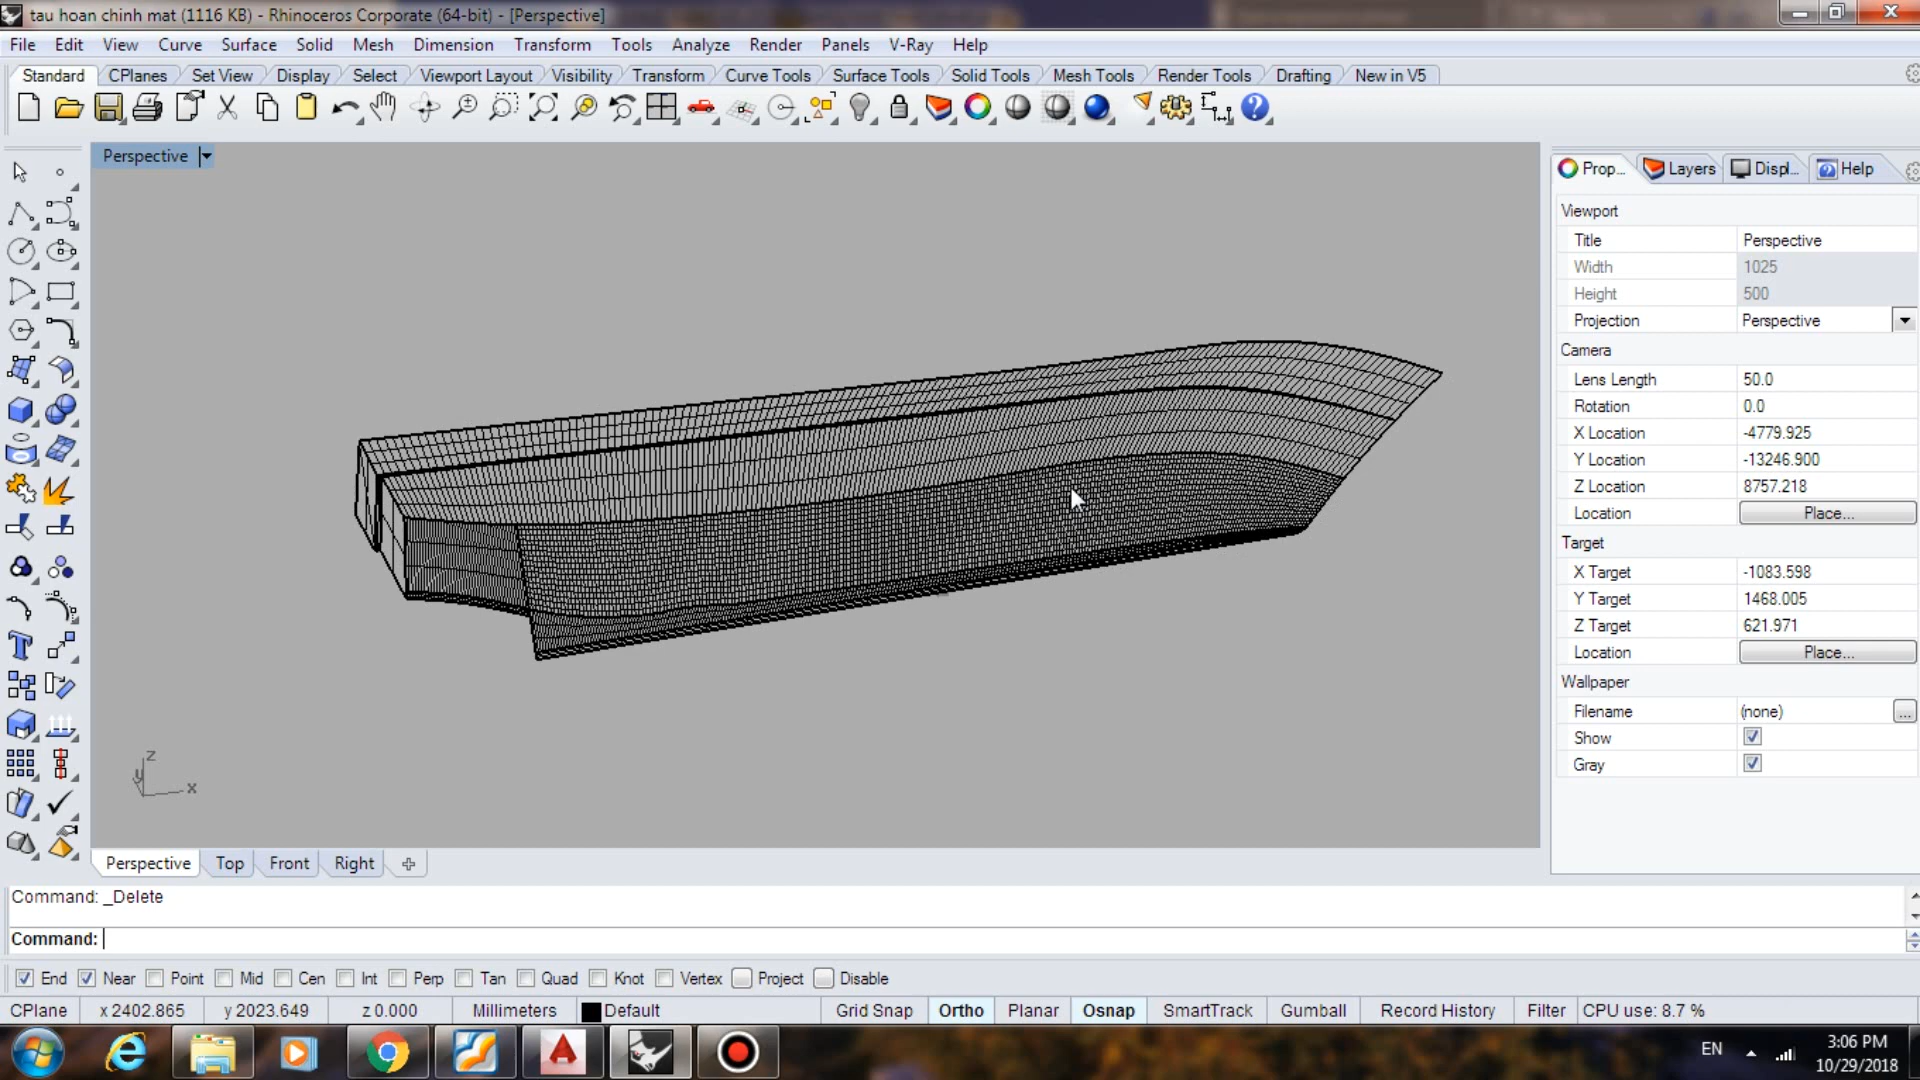 tau hoan chinh mat (1116 KB) - Rhinoceros Corporate (64-bit) - [Perspective]
File Edit View Curve Surface Solid Mesh Dimension Transform Tools Analyze Render Panels V-Ray Help
Standard CPlanes Set View Display Select Viewport Layout Visibility Transform Curve Tools Surface Tools Solid Tools Mesh Tools Render Tools Drafting New in V5
Perspective
Prop... Layers Displ... Help
Viewport
Title Perspective
Width 1025
Height 500
Projection Perspective
Camera
Lens Length 50.0
Rotation 0.0
X Location -4779.925
Y Location -13246.900
Z Location 8757.218
Location Place...
Target
X Target -1083.598
Y Target 1468.005
Z Target 621.971
Location Place...
Wallpaper
Filename (none) ...
Show
Gray
z
y
x
Perspective Top Front Right
Command: _Delete
Command:
End Near Point Mid Cen Int Perp Tan Quad Knot Vertex Project Disable
CPlane x 2402.865 y 2023.649 z 0.000 Millimeters Default Grid Snap Ortho Planar Osnap SmartTrack Gumball Record History Filter CPU use: 8.7 %
EN
3:06 PM
10/29/2018